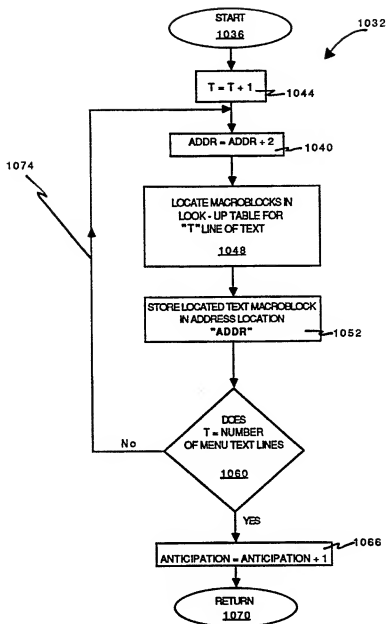 START
1036
1032
T = T + 1
1044
ADDR = ADDR + 2
1040
1074
LOCATE MACROBLOCKS IN
LOOK - UP TABLE FOR
"T" LINE OF TEXT
1048
STORE LOCATED TEXT MACROBLOCK
IN ADDRESS LOCATION
"ADDR"
1052
DOES
T = NUMBER
OF MENU TEXT LINES
1060
No
YES
1066
ANTICIPATION = ANTICIPATION + 1
RETURN
1070